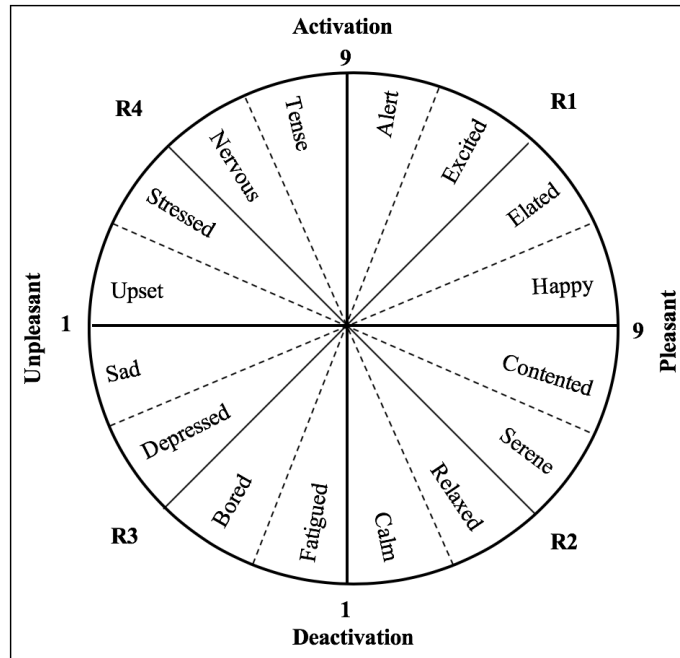 Activation
9
R4
R1
Tense
Alert
Nervous
Excited
Stressed
Elated
Upset
Happy
Unpleasant
1
9
Pleasant
Sad
Contented
Depressed
Serene
Bored
Relaxed
Fatigued
Calm
R3
R2
1
Deactivation